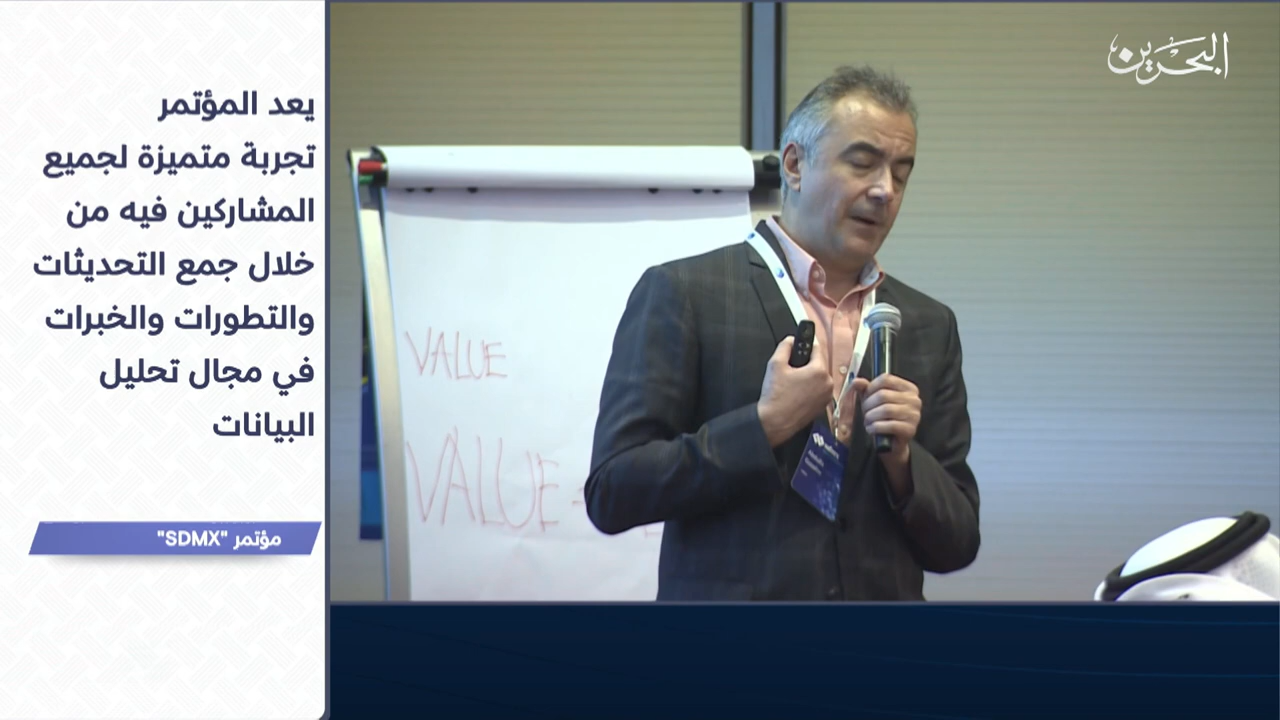 البحرين
يعد المؤتمر
تجربة متميزة لجميع
المشاركين فيه من
خلال جمع التحديثات
والتطورات والخبرات
في مجال تحليل
البيانات
مؤتمر "SDMX"
VALUE
VALUE